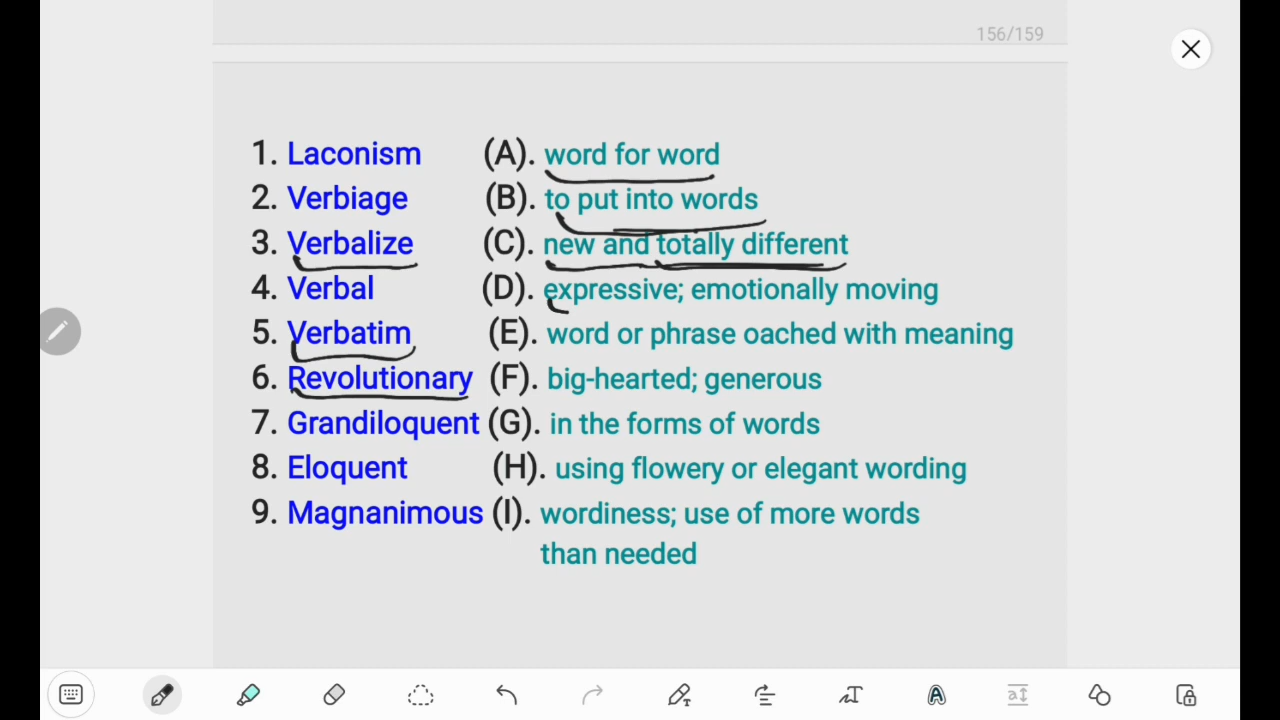 156/159
1. Laconism (A). word for word
2. Verbiage (B). to put into words
3. Verbalize (C). new and totally different
4. Verbal (D). expressive; emotionally moving
5. Verbatim (E). word or phrase oached with meaning
6. Revolutionary (F). big-hearted; generous
7. Grandiloquent (G). in the forms of words
8. Eloquent (H). using flowery or elegant wording
9. Magnanimous (I). wordiness; use of more words
than needed